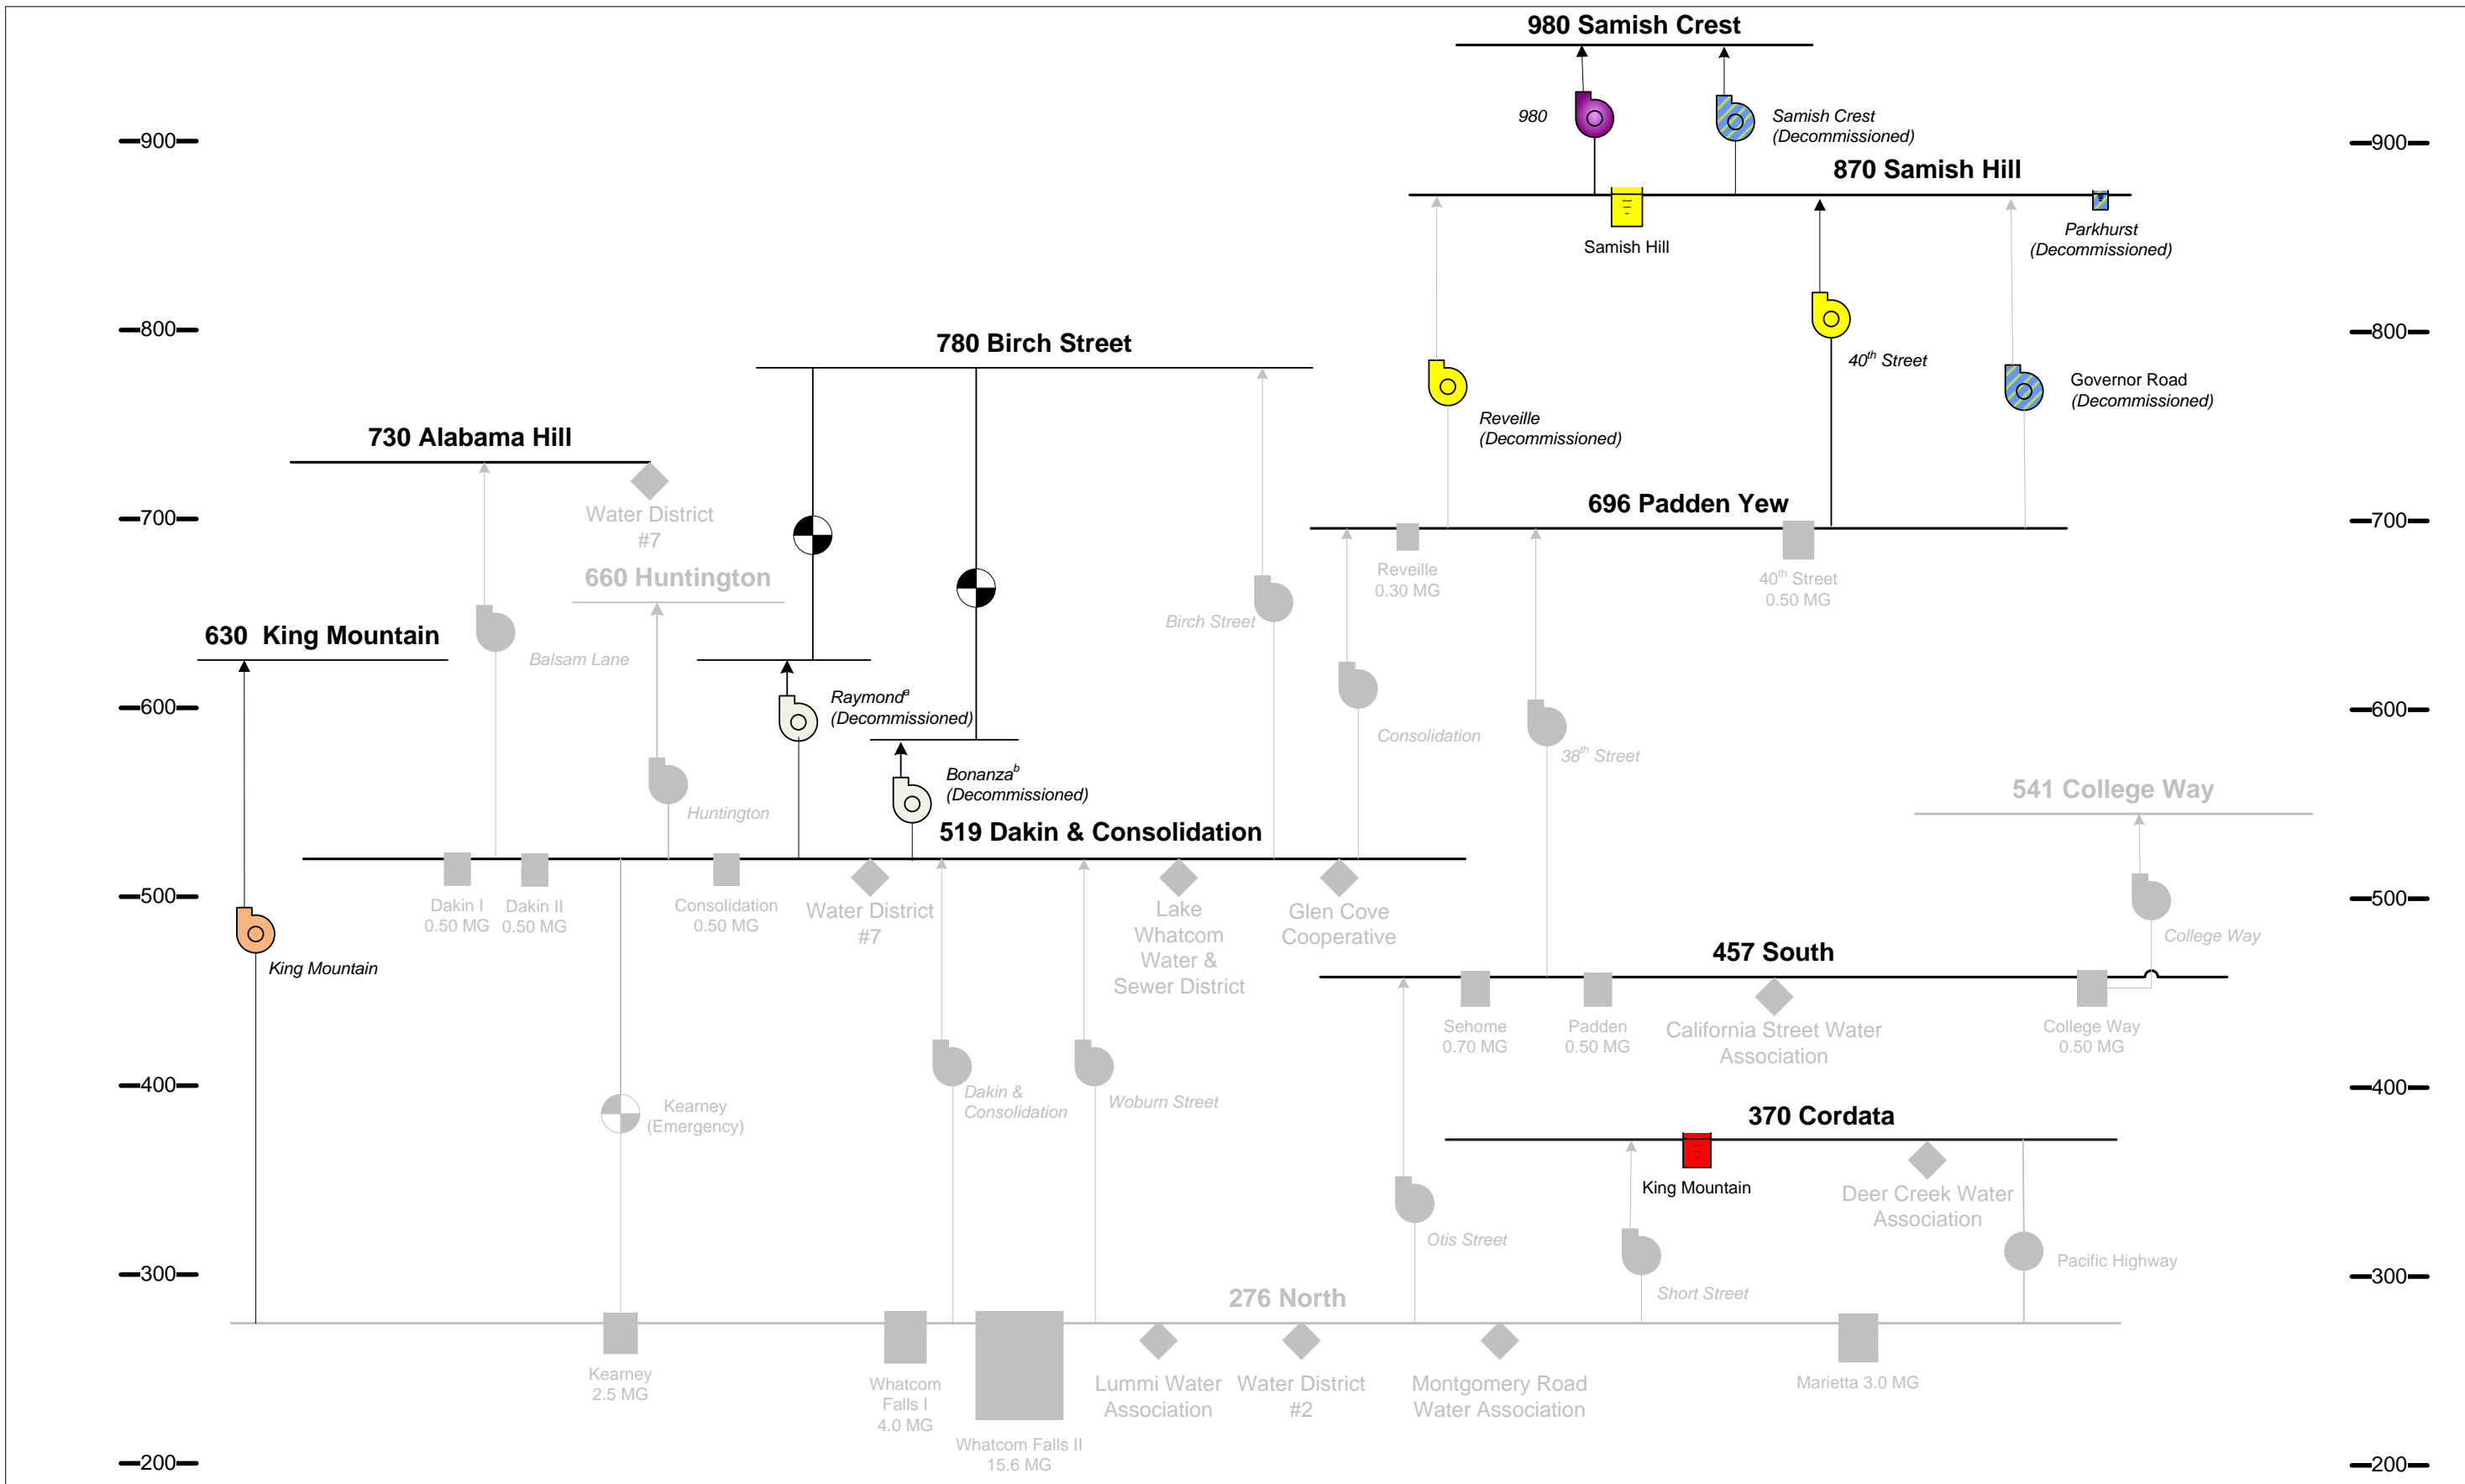 980 Samish Crest
980
Samish Crest
(Decommissioned)
900
900
870 Samish Hill
Samish Hill
Parkhurst
(Decommissioned)
800
800
780 Birch Street
40th Street
Governor Road
(Decommissioned)
Reveille
(Decommissioned)
730 Alabama Hill
Water District
#7
700
700
696 Padden Yew
Reveille
0.30 MG
40th Street
0.50 MG
660 Huntington
Birch Street
630  King Mountain
Balsam Lane
Raymonda
(Decommissioned)
600
600
Consolidation
38th Street
Bonanzab
(Decommissioned)
Huntington
541 College Way
519 Dakin & Consolidation
500
500
Dakin I
0.50 MG
Dakin II
0.50 MG
Consolidation
0.50 MG
Water District
#7
Lake
Whatcom
Water &
Sewer District
Glen Cove
Cooperative
College Way
King Mountain
457 South
Sehome
0.70 MG
Padden
0.50 MG
California Street Water
Association
College Way
0.50 MG
400
400
Kearney
(Emergency)
Dakin &
Consolidation
Woburn Street
370 Cordata
King Mountain
Deer Creek Water
Association
Otis Street
Pacific Highway
300
300
Short Street
276 North
Kearney
2.5 MG
Whatcom
Falls I
4.0 MG
Whatcom Falls II
15.6 MG
Lummi Water
Association
Water District
#2
Montgomery Road
Water Association
Marietta 3.0 MG
200
200